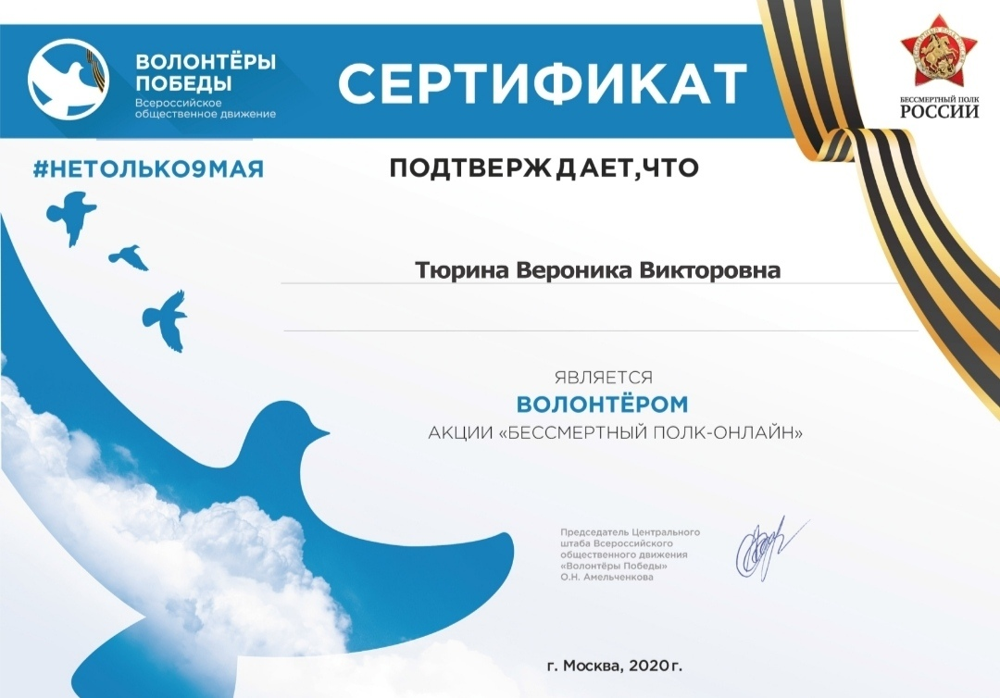 ВОЛОНТЁРЫ
ПОБЕДЫ
Всероссийское
общественное движение
СЕРТИФИКАТ
БЕССМЕРТНЫЙ ПОЛК
РОССИИ
#НЕТОЛЬКО9МАЯ
ПОДТВЕРЖДАЕТ,ЧТО
Тюрина Вероника Викторовна
ЯВЛЯЕТСЯ
ВОЛОНТЁРОМ
АКЦИИ «БЕССМЕРТНЫЙ ПОЛК-ОНЛАЙН»
Председатель Центрального
штаба Всероссийского
общественного движения
«Волонтёры Победы»
О.Н. Амельченкова
г. Москва, 2020 г.